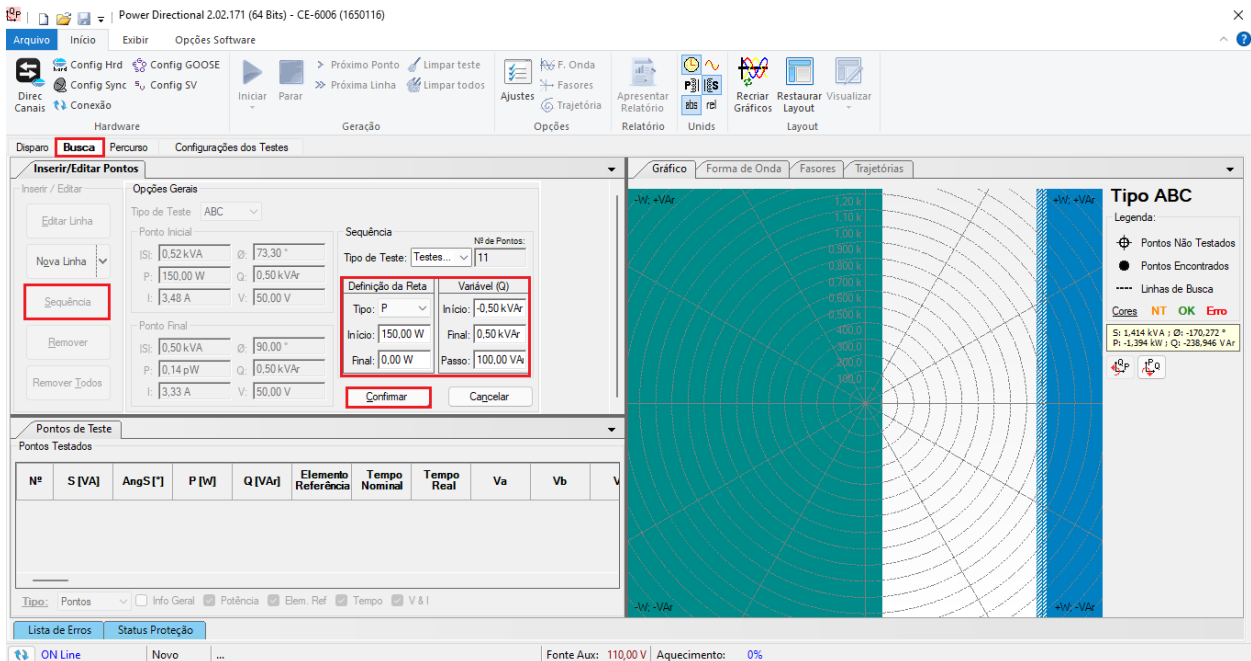 Power Directional 2.02.171 (64 Bits) - CE-6006 (1650116)
Arquivo Início Exibir Opções Software
Direc Canais
Config Hrd Config GOOSE
Config Sync Config SV
Conexão
Hardware
Iniciar Parar
Próximo Ponto Limpar teste
Próxima Linha Limpar todos
Geração
Ajustes
F. Onda
Fasores
Trajetória
Opções
Apresentar Relatório
Relatório
abs rel
Unids
Recriar Gráficos
Restaurar Layout
Visualizar
Layout
Disparo Busca Percurso Configurações dos Testes
Inserir/Editar Pontos
Inserir / Editar
Editar Linha
Nova Linha
Sequência
Remover
Remover Todos
Opções Gerais
Tipo de Teste ABC
Ponto Inicial
|S|: 0,52 kVA Ø: 73,30 °
P: 150,00 W Q: 0,50 kVAr
I: 3,48 A V: 50,00 V
Ponto Final
|S|: 0,50 kVA Ø: 90,00 °
P: 0,14 pW Q: 0,50 kVAr
I: 3,33 A V: 50,00 V
Sequência
Nº de Pontos:
Tipo de Teste: Testes... 11
Definição da Reta Variável (Q)
Tipo: P Início: -0,50 kVAr
Início: 150,00 W Final: 0,50 kVAr
Final: 0,00 W Passo: 100,00 VA
Confirmar Cancelar
Pontos de Teste
Pontos Testados
Nº S [VA] AngS [°] P [W] Q [VAr] Elemento Referência Tempo Nominal Tempo Real Va Vb V
Tipo: Pontos Info Geral Potência Elem. Ref Tempo V & I
Gráfico Forma de Onda Fasores Trajetórias
-W; +VAr +W; +VAr
1,20 k
1,10 k
1,00 k
0,900 k
0,800 k
0,700 k
0,600 k
0,500 k
400,0
300,0
200,0
100,0
-W; -VAr +W; -VAr
Tipo ABC
Legenda:
Pontos Não Testados
Pontos Encontrados
Linhas de Busca
Cores NT OK Erro
S: 1,414 kVA ; Ø: -170,272 °
P: -1,394 kW ; Q: -238,946 VAr
Lista de Erros Status Proteção
ON Line Novo ... Fonte Aux: 110,00 V Aquecimento: 0%